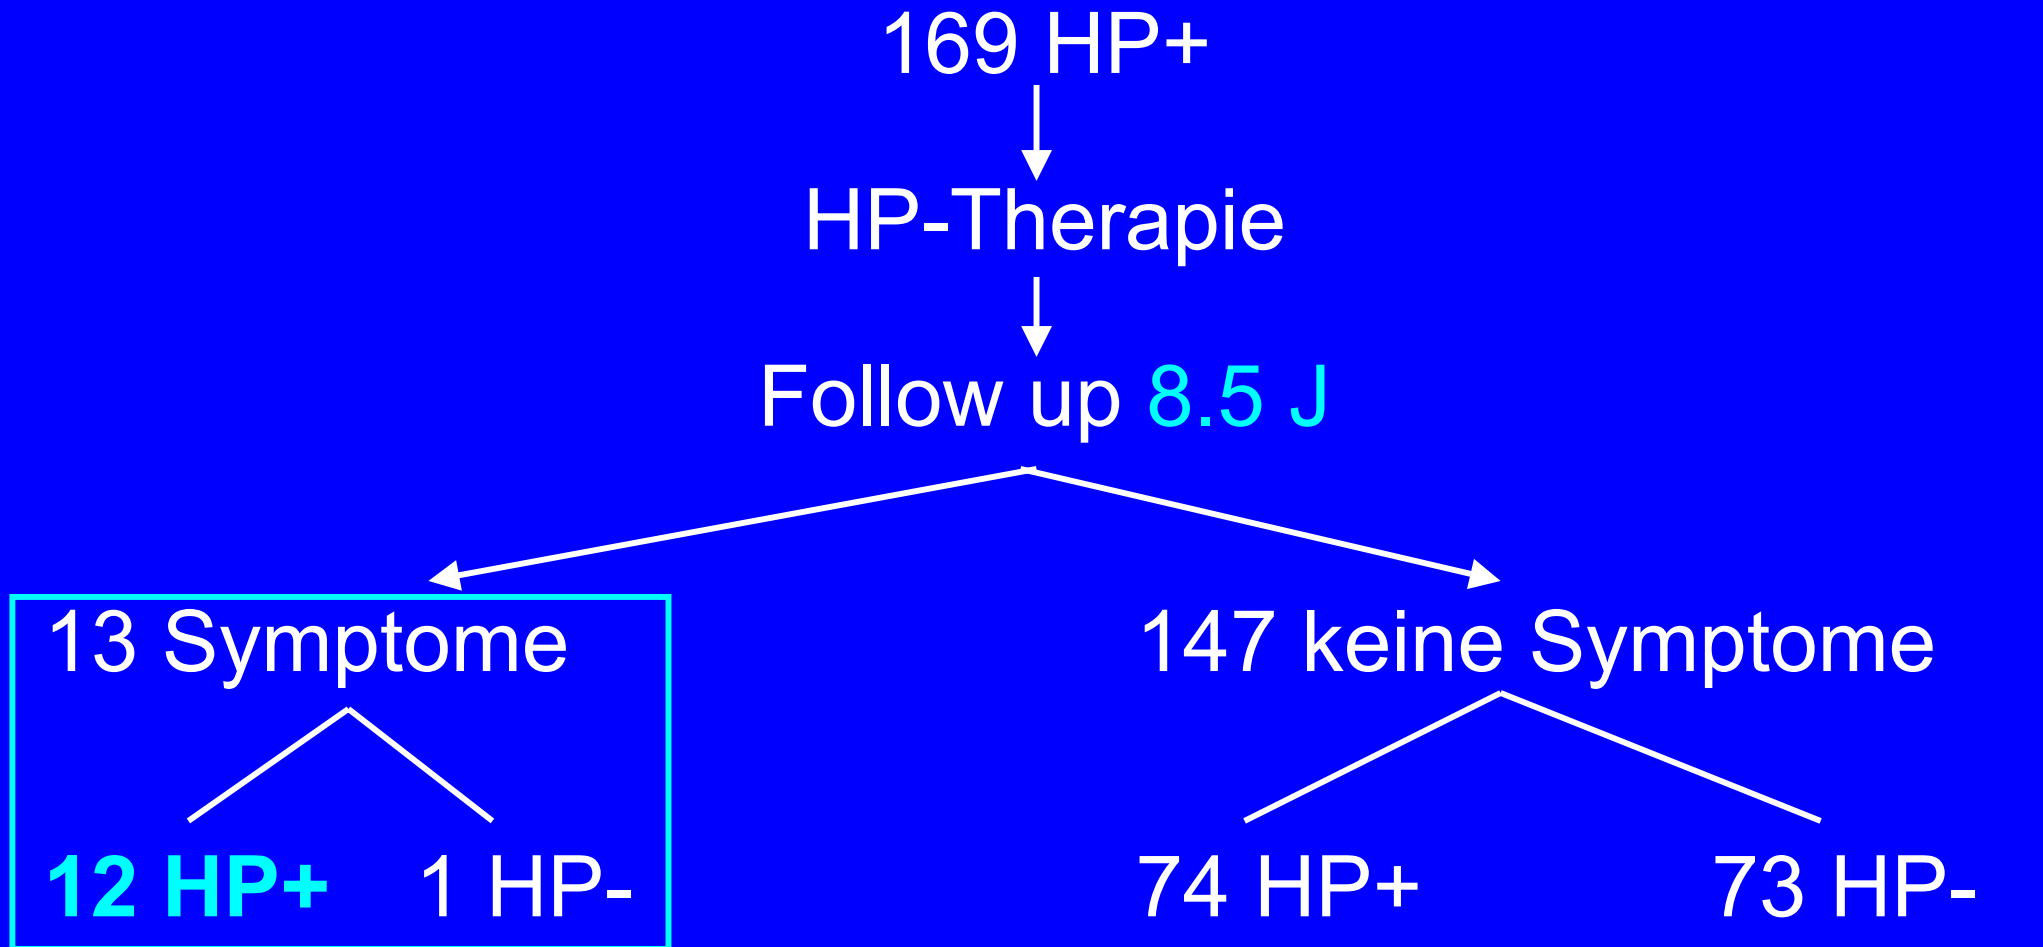 169 HP+
HP-Therapie
Follow up 8.5 J
13 Symptome 147 keine Symptome
12 HP+ 1 HP- 74 HP+ 73 HP-